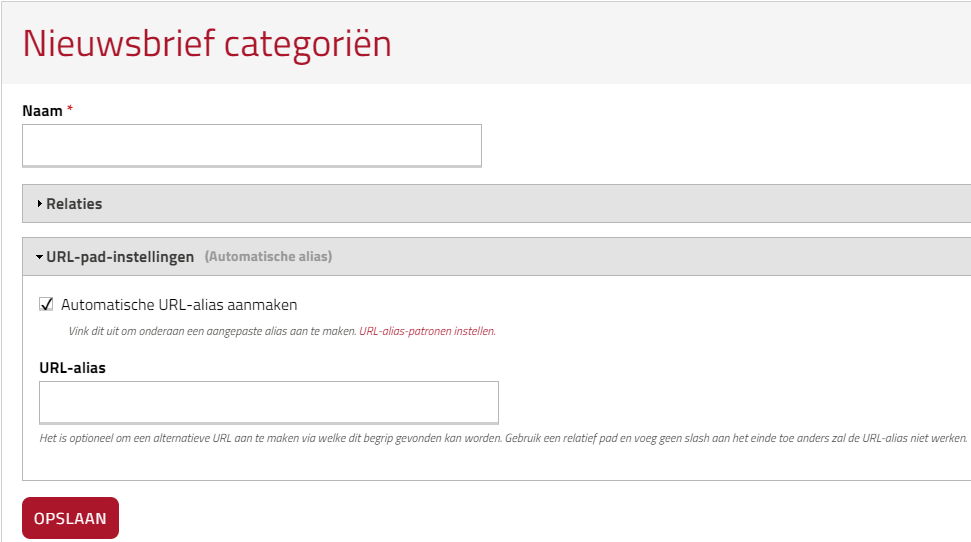 Nieuwsbrief categoriën
Naam *
Relaties
URL-pad-instellingen (Automatische alias)
Automatische URL-alias aanmaken
Vink dit uit om onderaan een aangepaste alias aan te maken. URL-alias-patronen instellen.
URL-alias
Het is optioneel om een alternatieve URL aan te maken via welke dit begrip gevonden kan worden. Gebruik een relatief pad en voeg geen slash aan het einde toe anders zal de URL-alias niet werken.
OPSLAAN